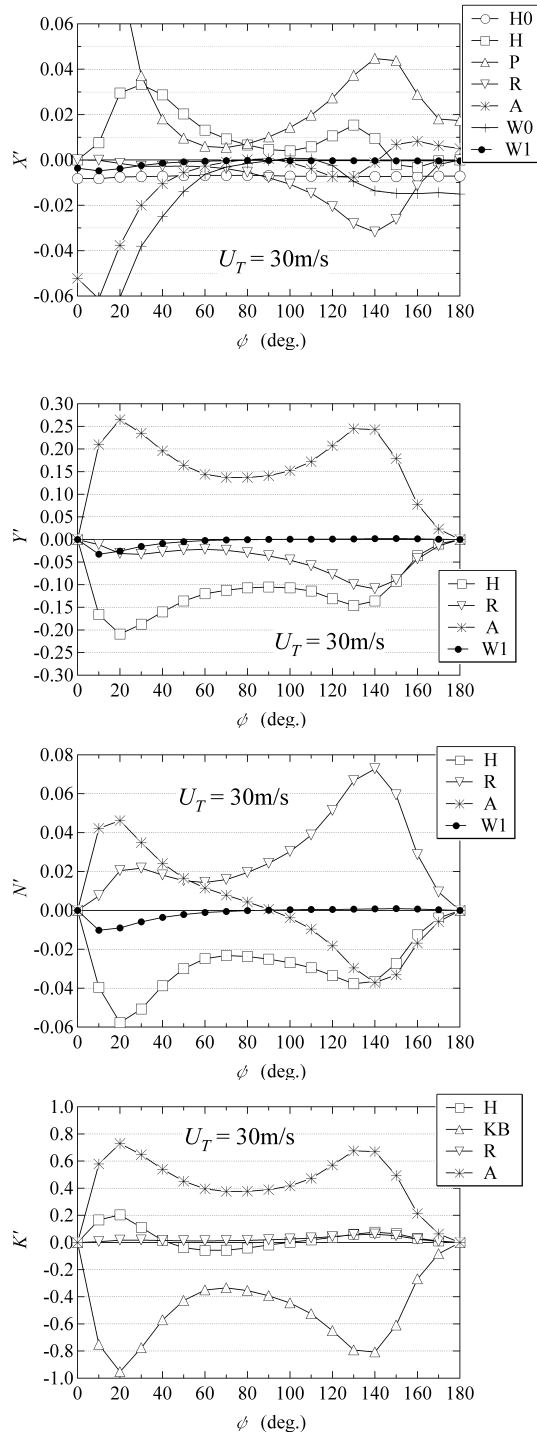 0.06
0.04
0.02
0.00
-0.02
-0.04
-0.06
X'
H0
H
P
R
A
W0
W1
U_T = 30m/s
0 20 40 60 80 100 120 140 160 180
ϕ (deg.)
0.30
0.25
0.20
0.15
0.10
0.05
0.00
-0.05
-0.10
-0.15
-0.20
-0.25
-0.30
Y'
H
R
A
W1
U_T = 30m/s
0 20 40 60 80 100 120 140 160 180
ϕ (deg.)
0.08
0.06
0.04
0.02
0.00
-0.02
-0.04
-0.06
N'
U_T = 30m/s
H
R
A
W1
0 20 40 60 80 100 120 140 160 180
ϕ (deg.)
1.0
0.8
0.6
0.4
0.2
0.0
-0.2
-0.4
-0.6
-0.8
-1.0
K'
U_T = 30m/s
H
KB
R
A
0 20 40 60 80 100 120 140 160 180
ϕ (deg.)